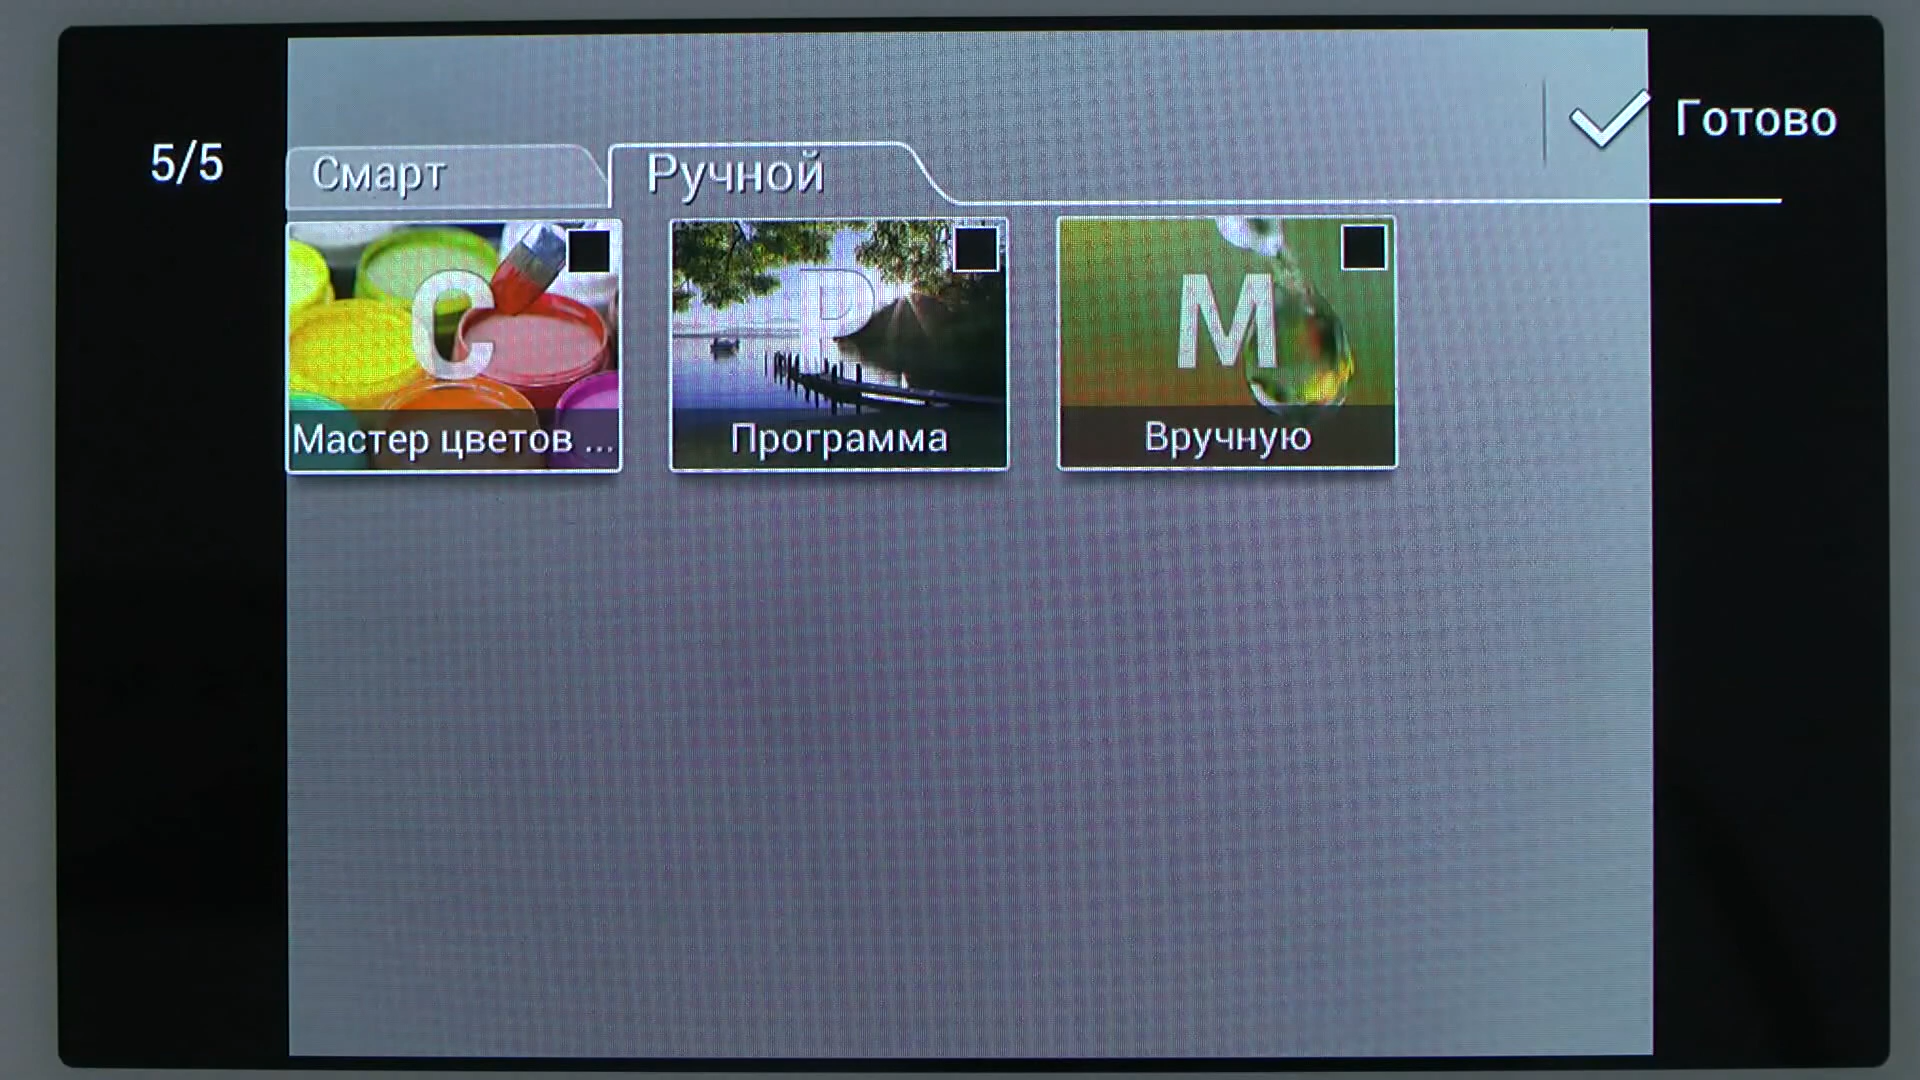 5/5
Смарт
Ручной
Готово
C
Мастер цветов ...
P
Программа
M
Вручную